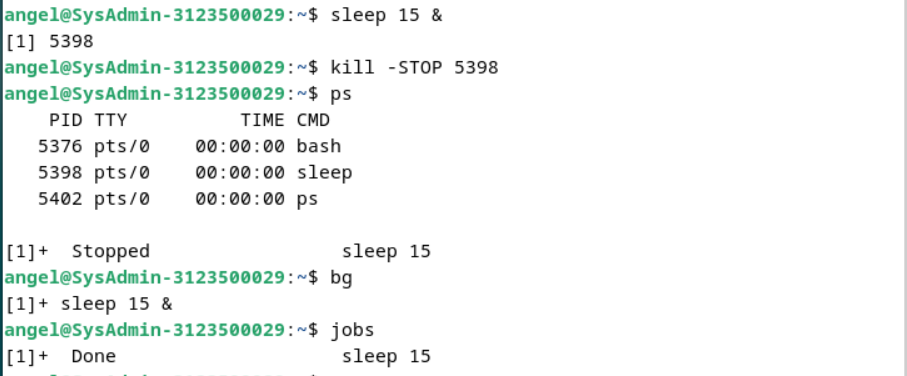 angel@SysAdmin-3123500029:~$ sleep 15 &
[1] 5398
angel@SysAdmin-3123500029:~$ kill -STOP 5398
angel@SysAdmin-3123500029:~$ ps
    PID TTY          TIME CMD
   5376 pts/0    00:00:00 bash
   5398 pts/0    00:00:00 sleep
   5402 pts/0    00:00:00 ps
[1]+  Stopped                 sleep 15
angel@SysAdmin-3123500029:~$ bg
[1]+ sleep 15 &
angel@SysAdmin-3123500029:~$ jobs
[1]+  Done                    sleep 15